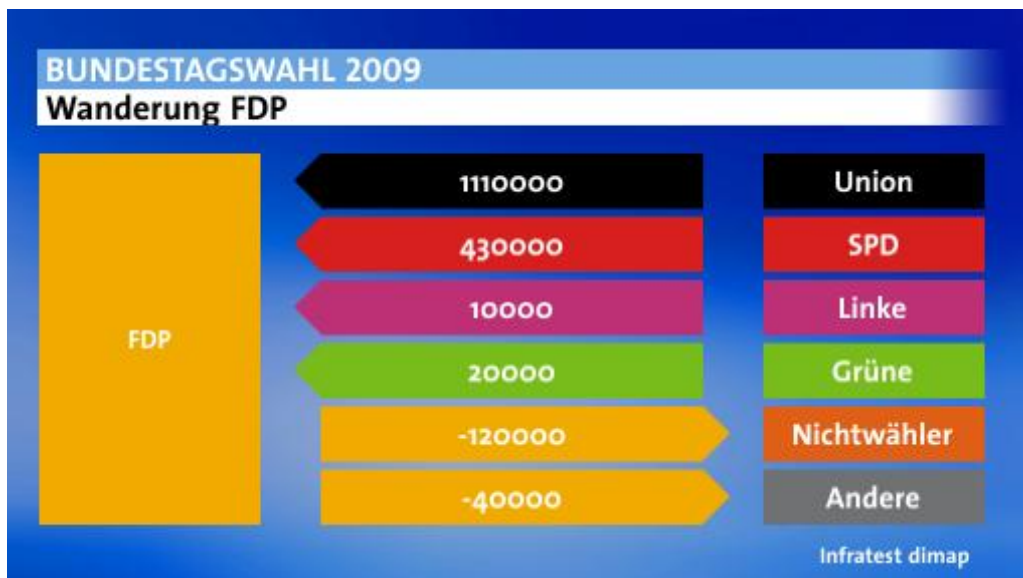 BUNDESTAGSWAHL 2009
Wanderung FDP
FDP
1110000 Union
430000 SPD
10000 Linke
20000 Grüne
-120000 Nichtwähler
-40000 Andere
Infratest dimap